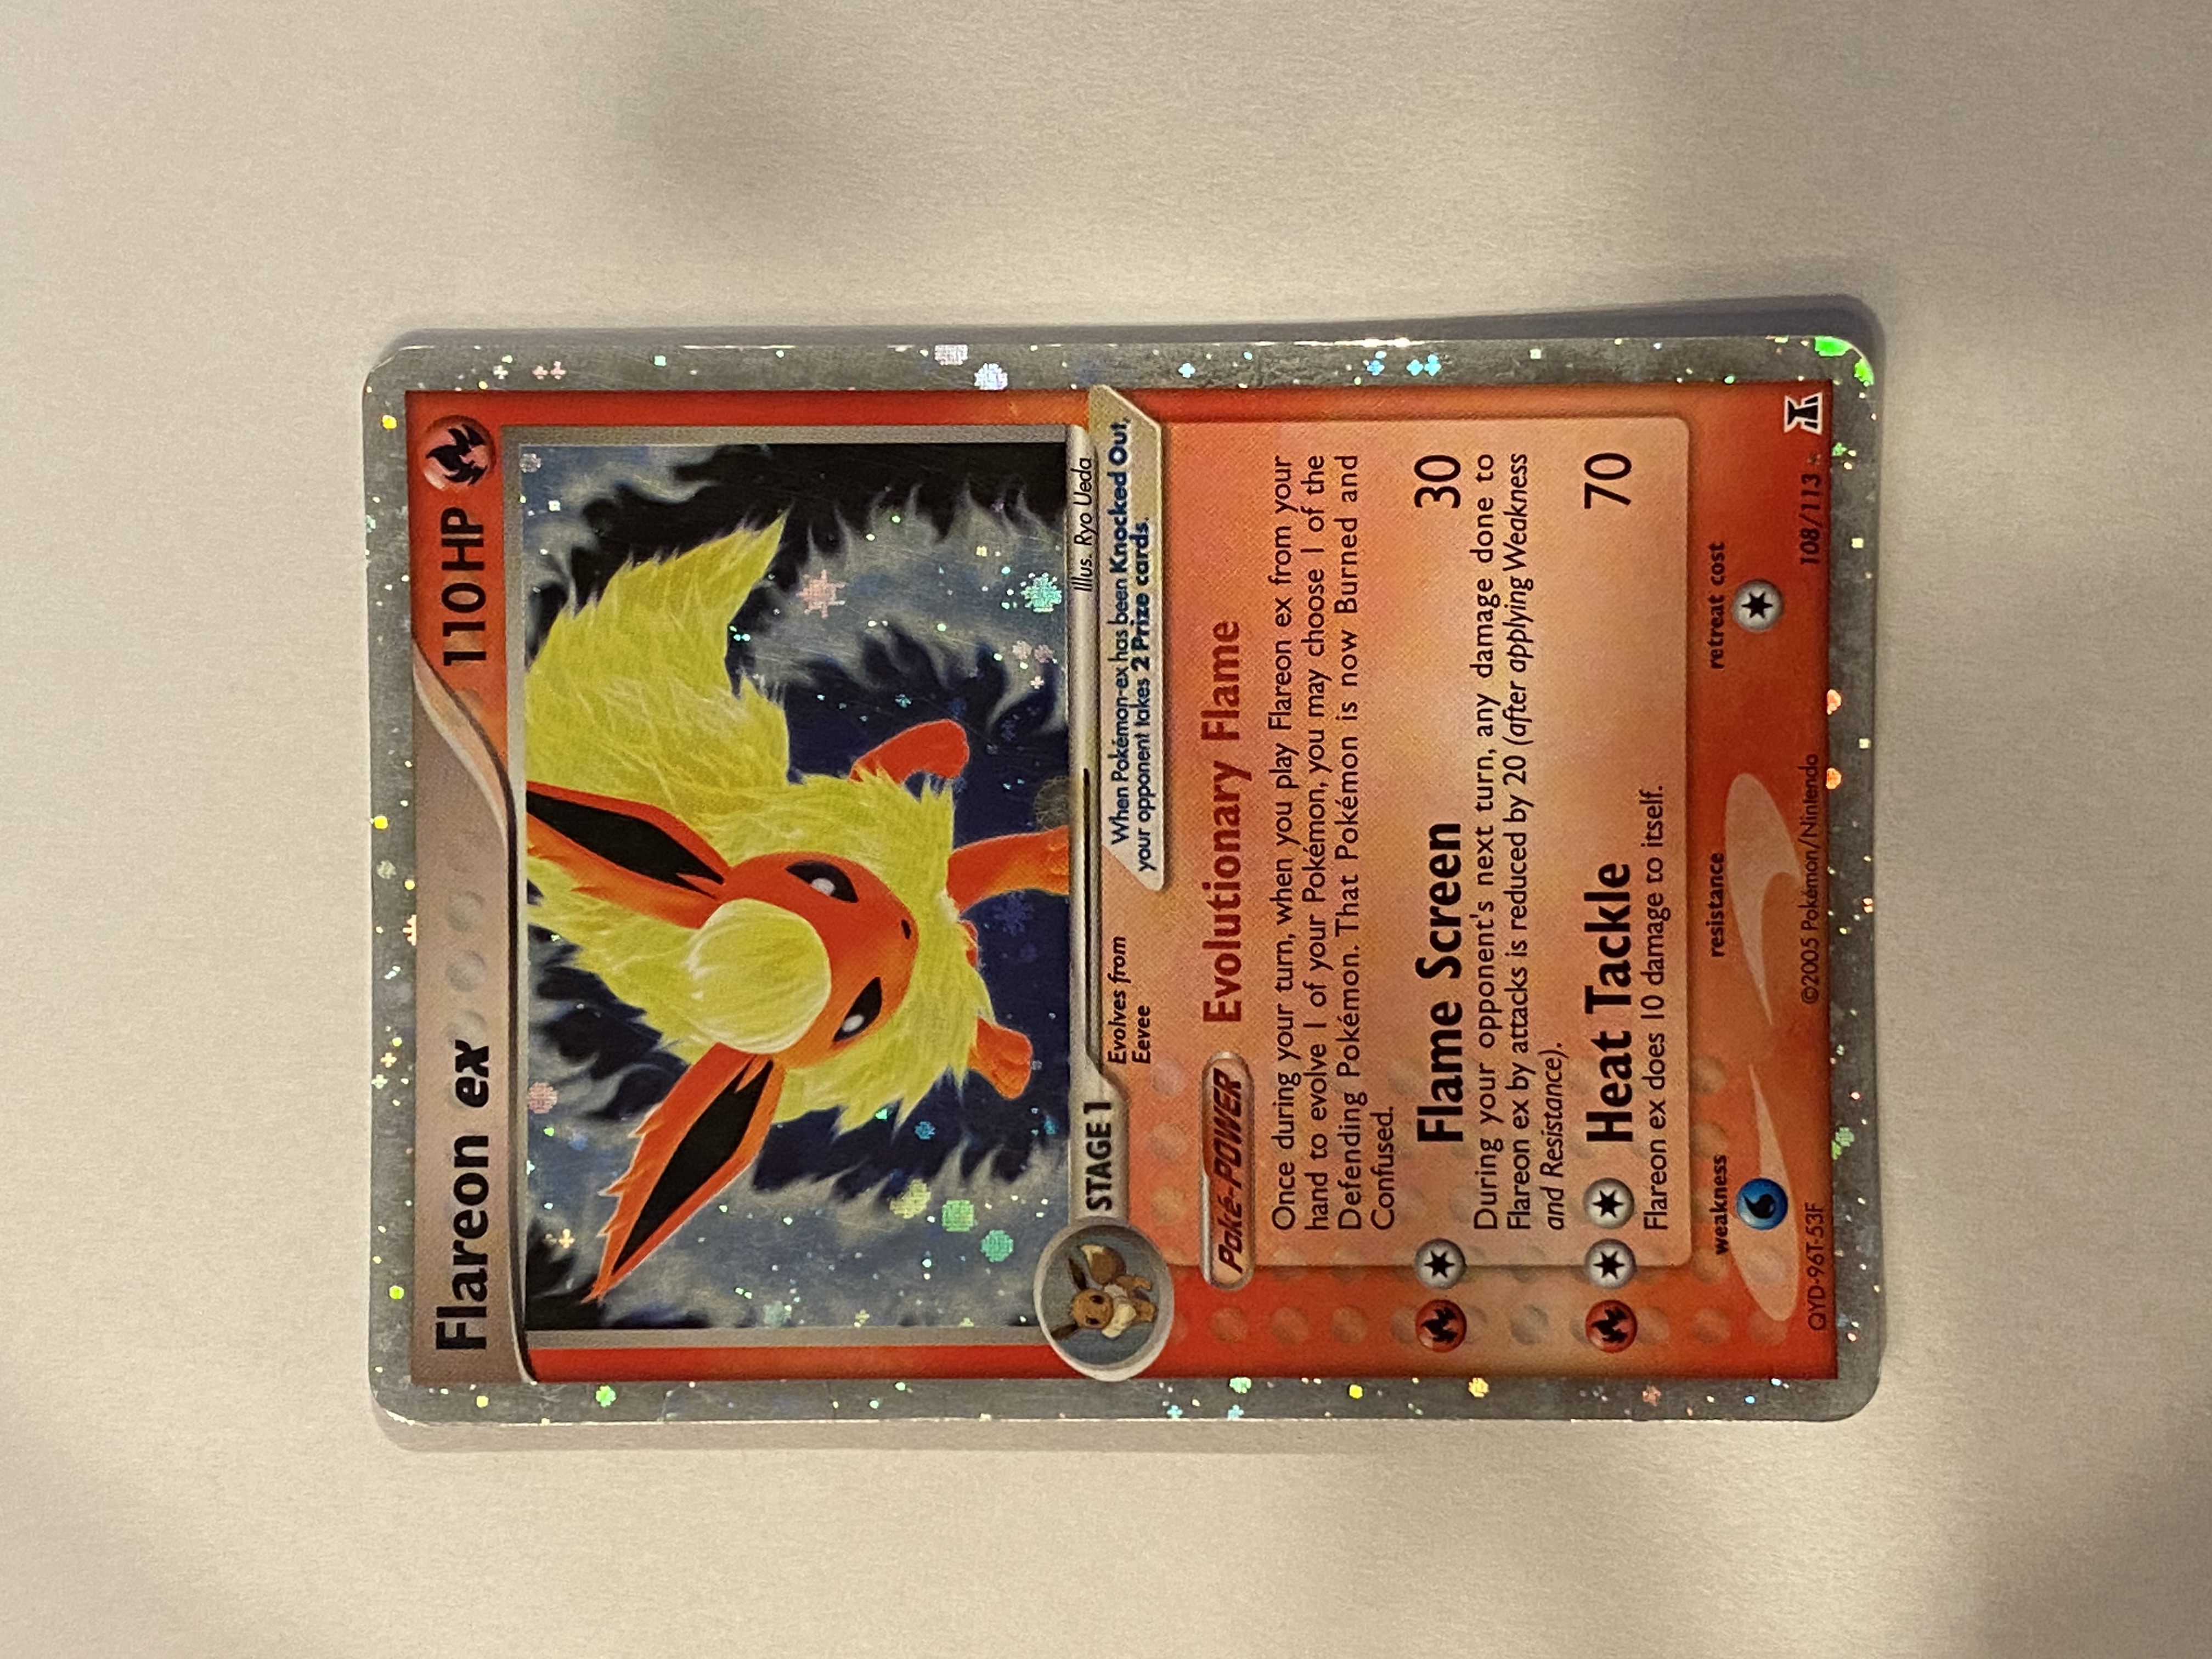 Flareon ex
110 HP
STAGE 1
Illus. Ryo Ueda
Evolves from
Eevee
When Pokémon-ex has been Knocked Out,
your opponent takes 2 Prize cards.
Poké-POWER Evolutionary Flame
Once during your turn, when you play Flareon ex from your
hand to evolve 1 of your Pokémon, you may choose 1 of the
Defending Pokémon. That Pokémon is now Burned and
Confused.
Flame Screen 30
During your opponent's next turn, any damage done to
Flareon ex by attacks is reduced by 20 (after applying Weakness
and Resistance).
Heat Tackle 70
Flareon ex does 10 damage to itself.
weakness resistance retreat cost
QYD-96T-53F ©2005 Pokémon/Nintendo 108/113